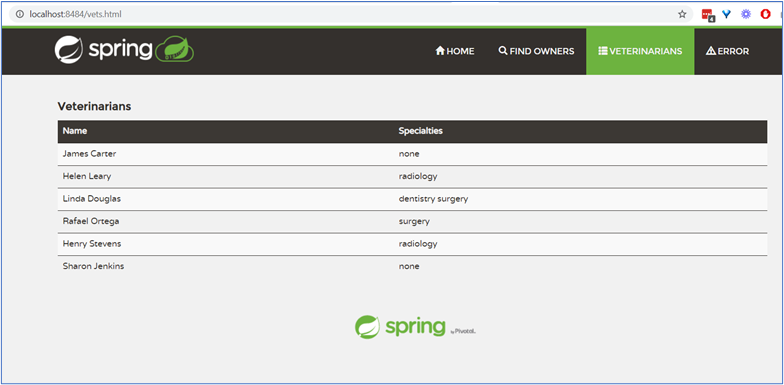 localhost:8484/vets.html
4
spring
HOME FIND OWNERS VETERINARIANS ERROR
Veterinarians
Name Specialties
James Carter none
Helen Leary radiology
Linda Douglas dentistry surgery
Rafael Ortega surgery
Henry Stevens radiology
Sharon Jenkins none
spring by Pivotal.